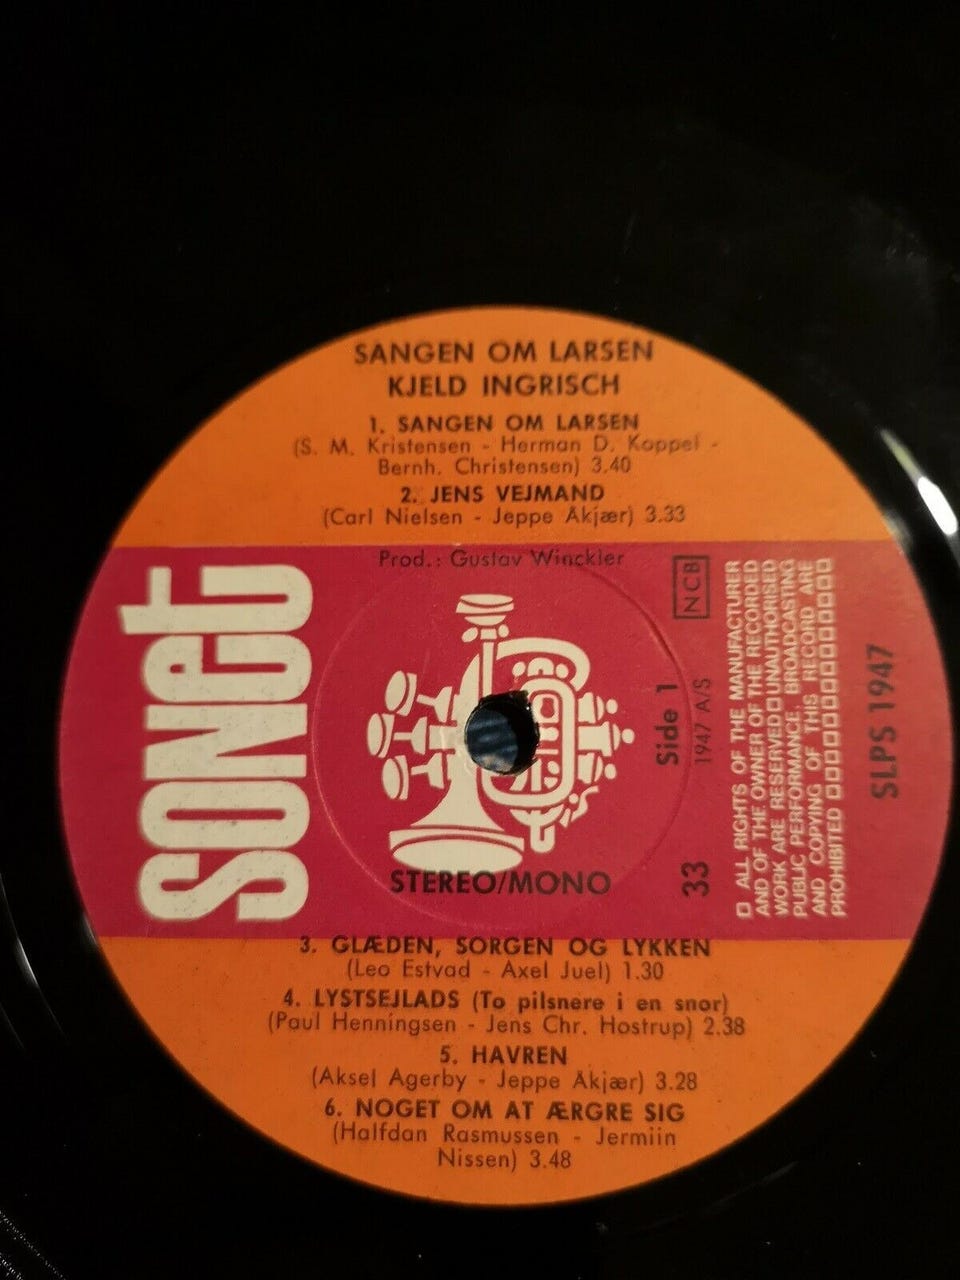 SANGEN OM LARSEN
KJELD INGRISCH
1. SANGEN OM LARSEN
(S. M. Kristensen - Herman D. Koppel -
Bernh. Christensen) 3.40
2. JENS VEJMAND
(Carl Nielsen - Jeppe Åkjær) 3.33
Prod.: Gustav Winckler
SONET
NCB
Side 1
1947 A/S
STEREO/MONO
33
ALL RIGHTS OF THE MANUFACTURER
AND OF THE OWNER OF THE RECORDED
WORK ARE RESERVED UNAUTHORISED
PUBLIC PERFORMANCE, BROADCASTING
AND COPYING OF THIS RECORD ARE
PROHIBITED
SLPS 1947
3. GLÆDEN, SORGEN OG LYKKEN
(Leo Estvad - Axel Juel) 1.30
4. LYSTSEJLADS (To pilsnere i en snor)
(Paul Henningsen - Jens Chr. Hostrup) 2.38
5. HAVREN
(Aksel Agerby - Jeppe Åkjær) 3.28
6. NOGET OM AT ÆRGRE SIG
(Halfdan Rasmussen - Jermiin
Nissen) 3.48